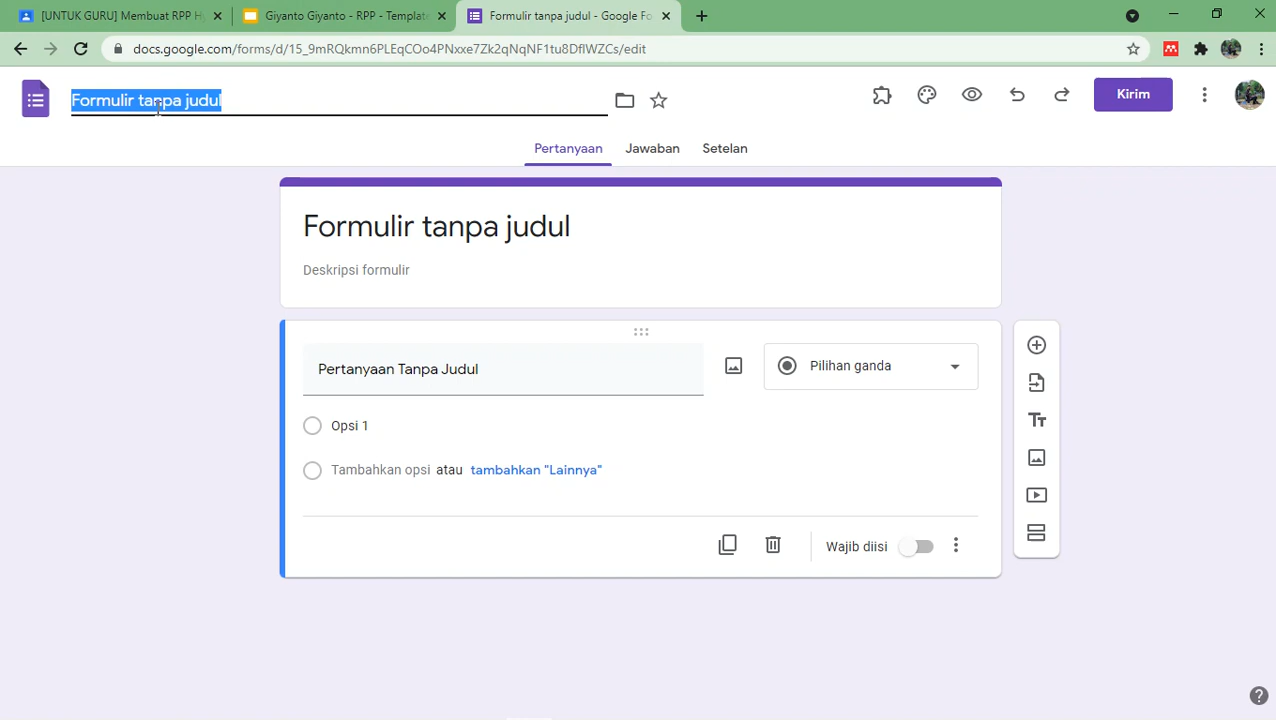 [UNTUK GURU] Membuat RPP Hy
Giyanto Giyanto - RPP - Template
Formulir tanpa judul - Google Fo
docs.google.com/forms/d/15_9mRQkmn6PLEqCOo4PNxxe7Zk2qNqNF1tu8DflWZCs/edit
Formulir tanpa judul
Kirim
Pertanyaan
Jawaban
Setelan
Formulir tanpa judul
Deskripsi formulir
Pertanyaan Tanpa Judul
Pilihan ganda
Opsi 1
Tambahkan opsi atau tambahkan "Lainnya"
Wajib diisi